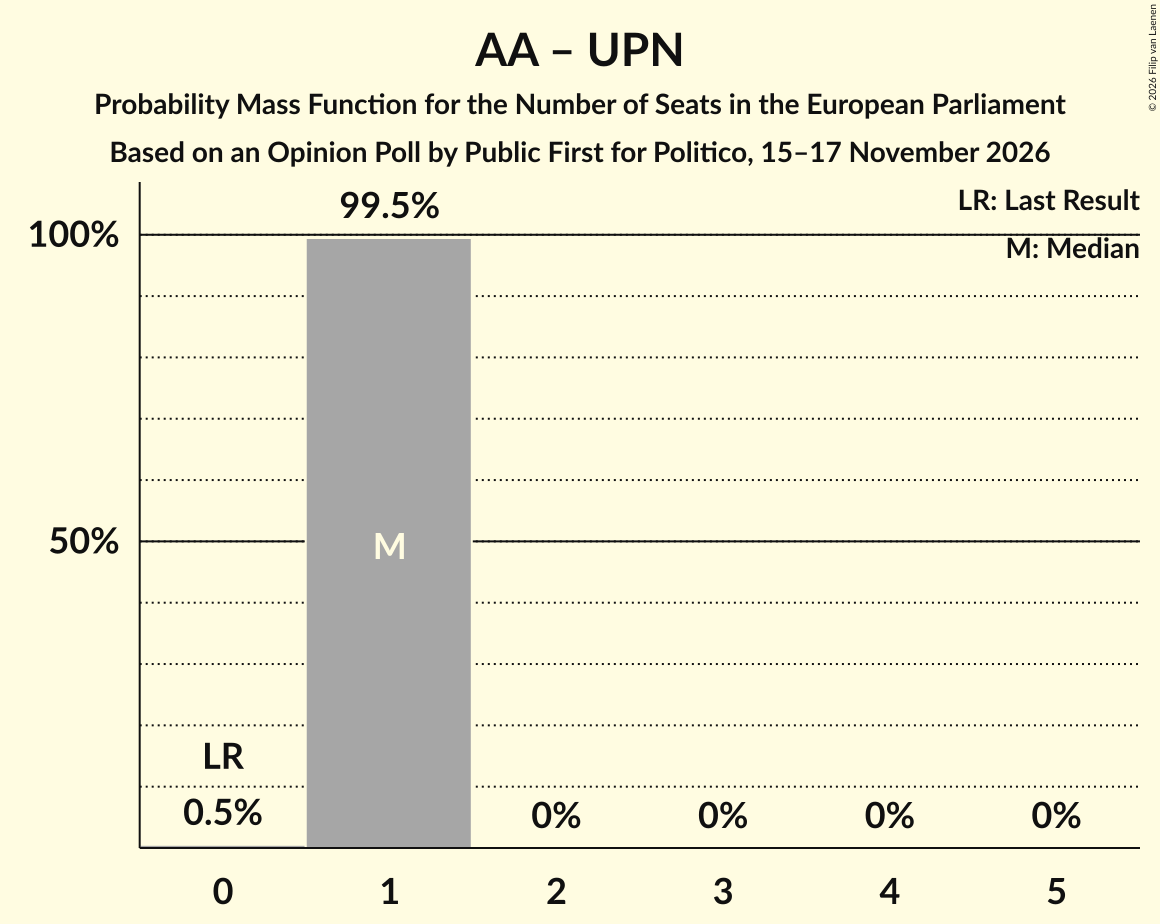 AA – UPN
Probability Mass Function for the Number of Seats in the European Parliament
Based on an Opinion Poll by Public First for Politico, 15–17 November 2026
© 2026 Filip van Laenen
LR: Last Result
M: Median
99.5%
100%
50%
M
LR
0.5%
0%
0%
0%
0%
0 1 2 3 4 5